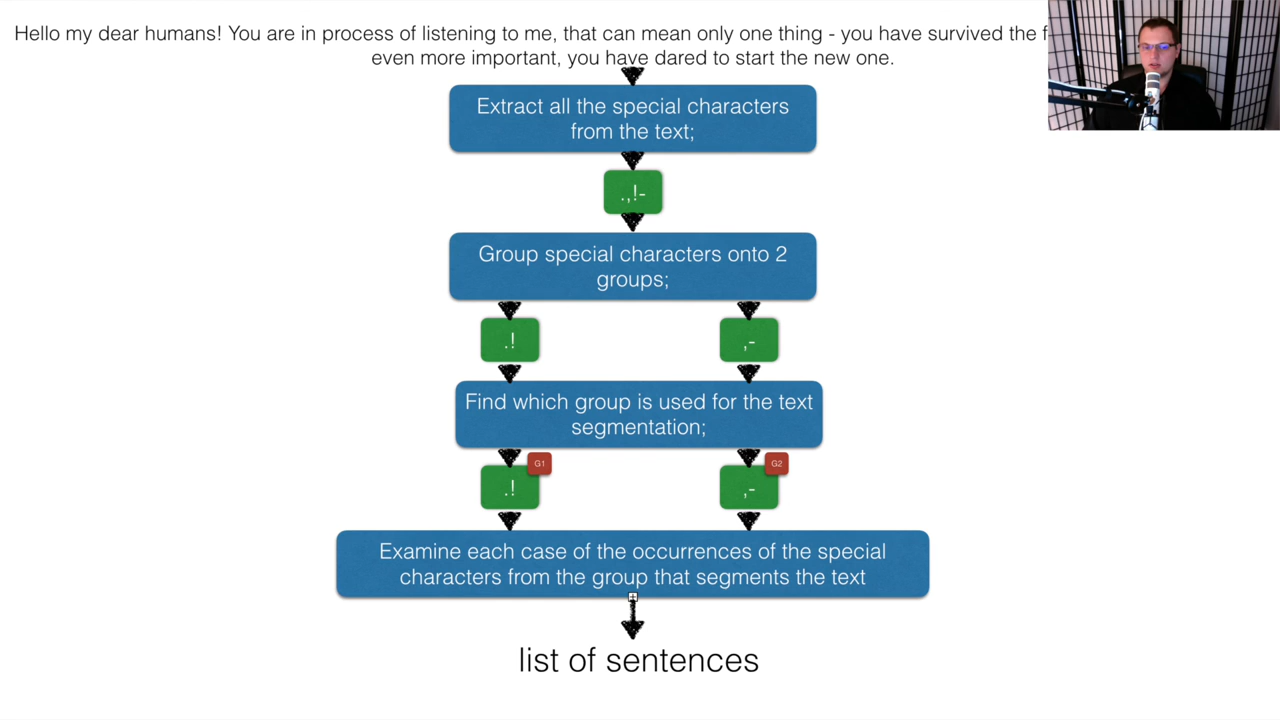 Hello my dear humans! You are in process of listening to me, that can mean only one thing - you have survived the
even more important, you have dared to start the new one.
Extract all the special characters
from the text;
.,!-
Group special characters onto 2
groups;
.!
,-
Find which group is used for the text
segmentation;
G1
G2
.!
,-
Examine each case of the occurrences of the special
characters from the group that segments the text
list of sentences